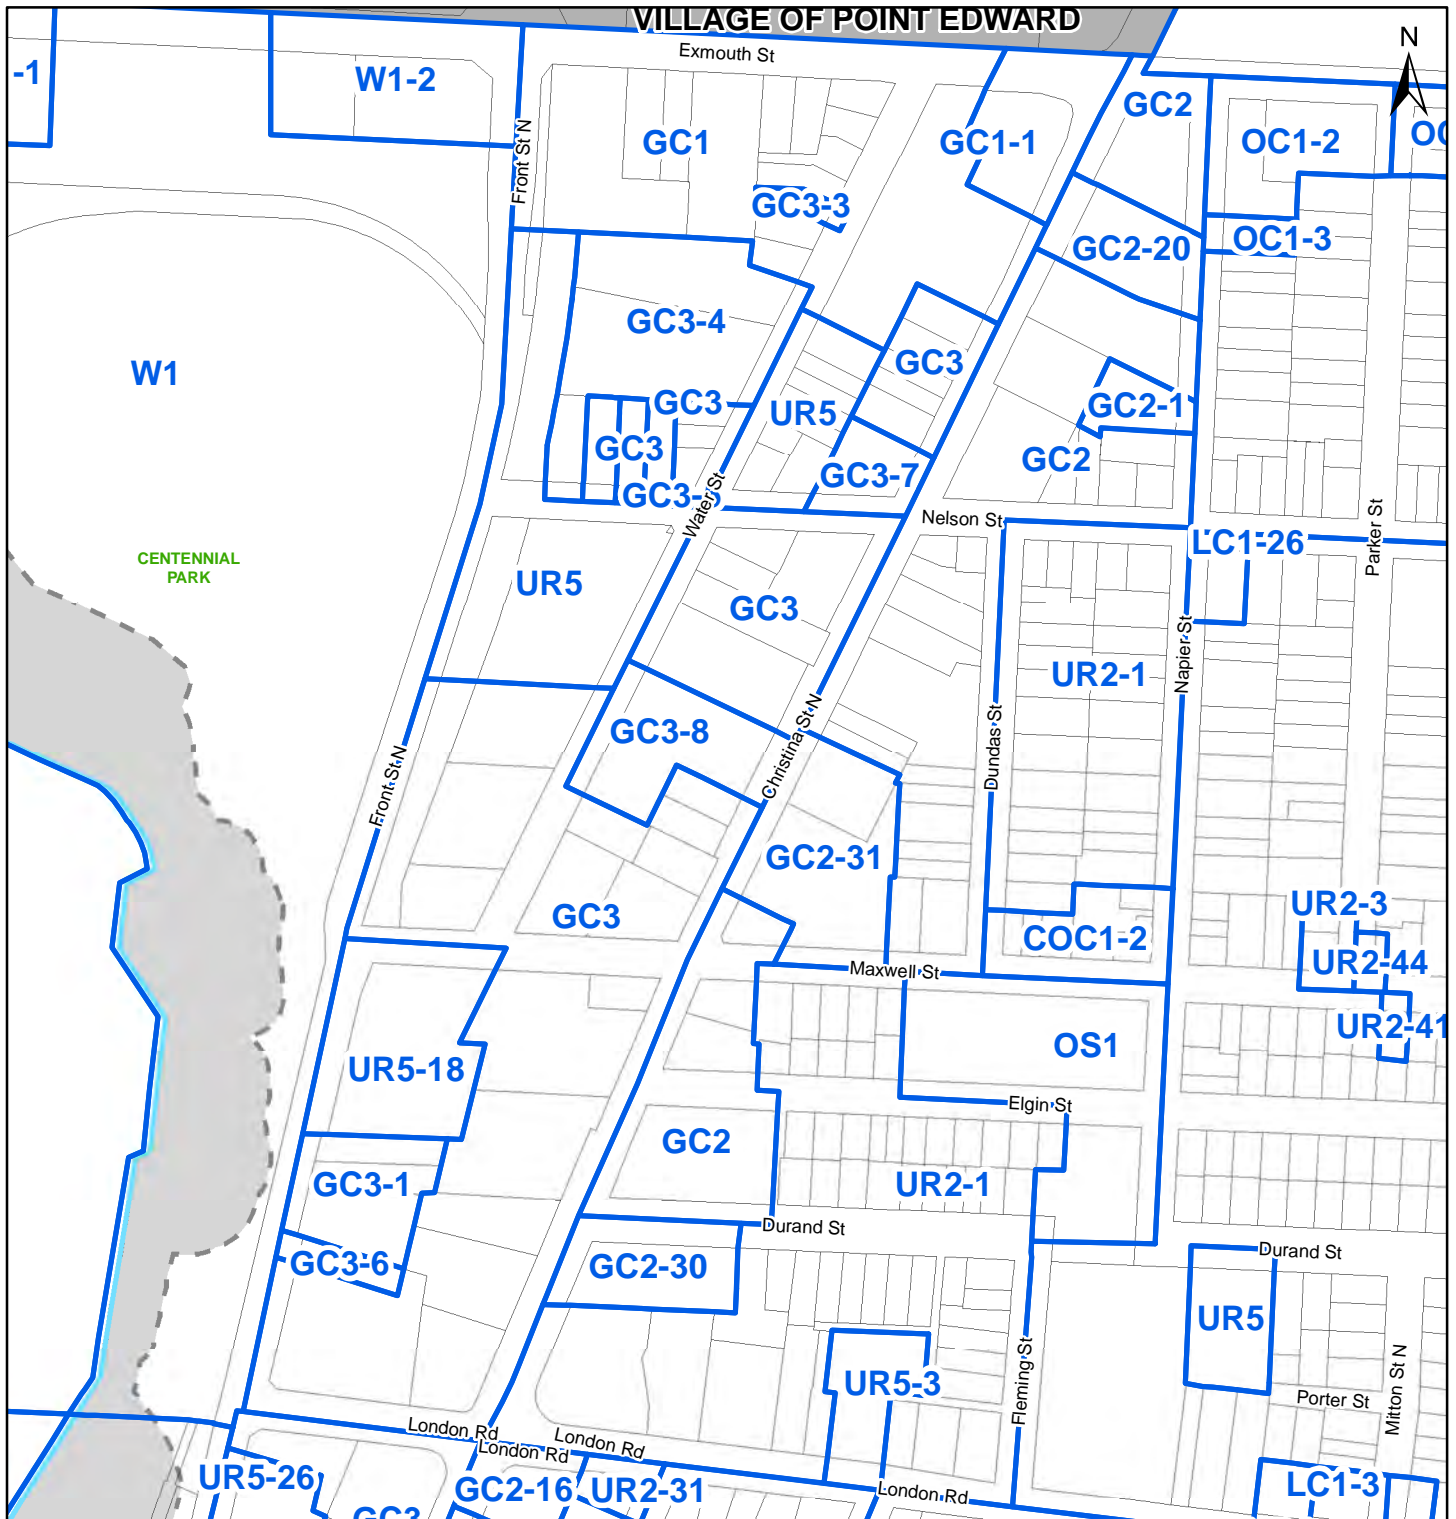 VILLAGE OF POINT EDWARD
Exmouth St
N
-1
W1-2
GC2
GC1
GC1-1
OC1-2
Front St N
GC3-3
OC1-3
GC2-20
GC3-4
W1
GC3
GC3
GC2-1
UR5
GC3
GC2
GC3-7
Water St
Nelson St
LC1-26
Parker St
CENTENNIAL
PARK
UR5
GC3
Napier St
UR2-1
GC3-8
Christina St N
Dundas St
Front St N
GC2-31
UR2-3
GC3
COC1-2
UR2-44
Maxwell St
UR2-41
OS1
UR5-18
Elgin St
GC2
GC3-1
UR2-1
Durand St
Durand St
GC3-6
GC2-30
UR5
Fleming St
UR5-3
Mitton St N
Porter St
London Rd
London Rd
London Rd
UR5-26
GC2-16
UR2-31
London Rd
LC1-3
GC3